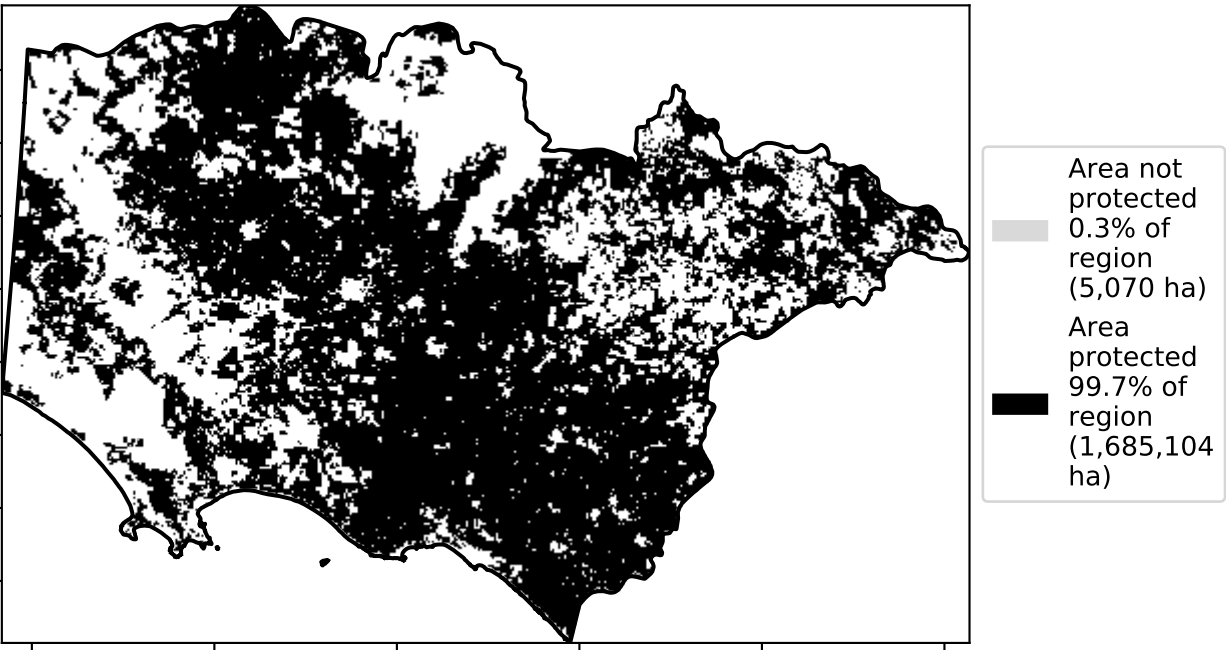 Area not
protected
0.3% of
region
(5,070 ha)
Area
protected
99.7% of
region
(1,685,104
ha)